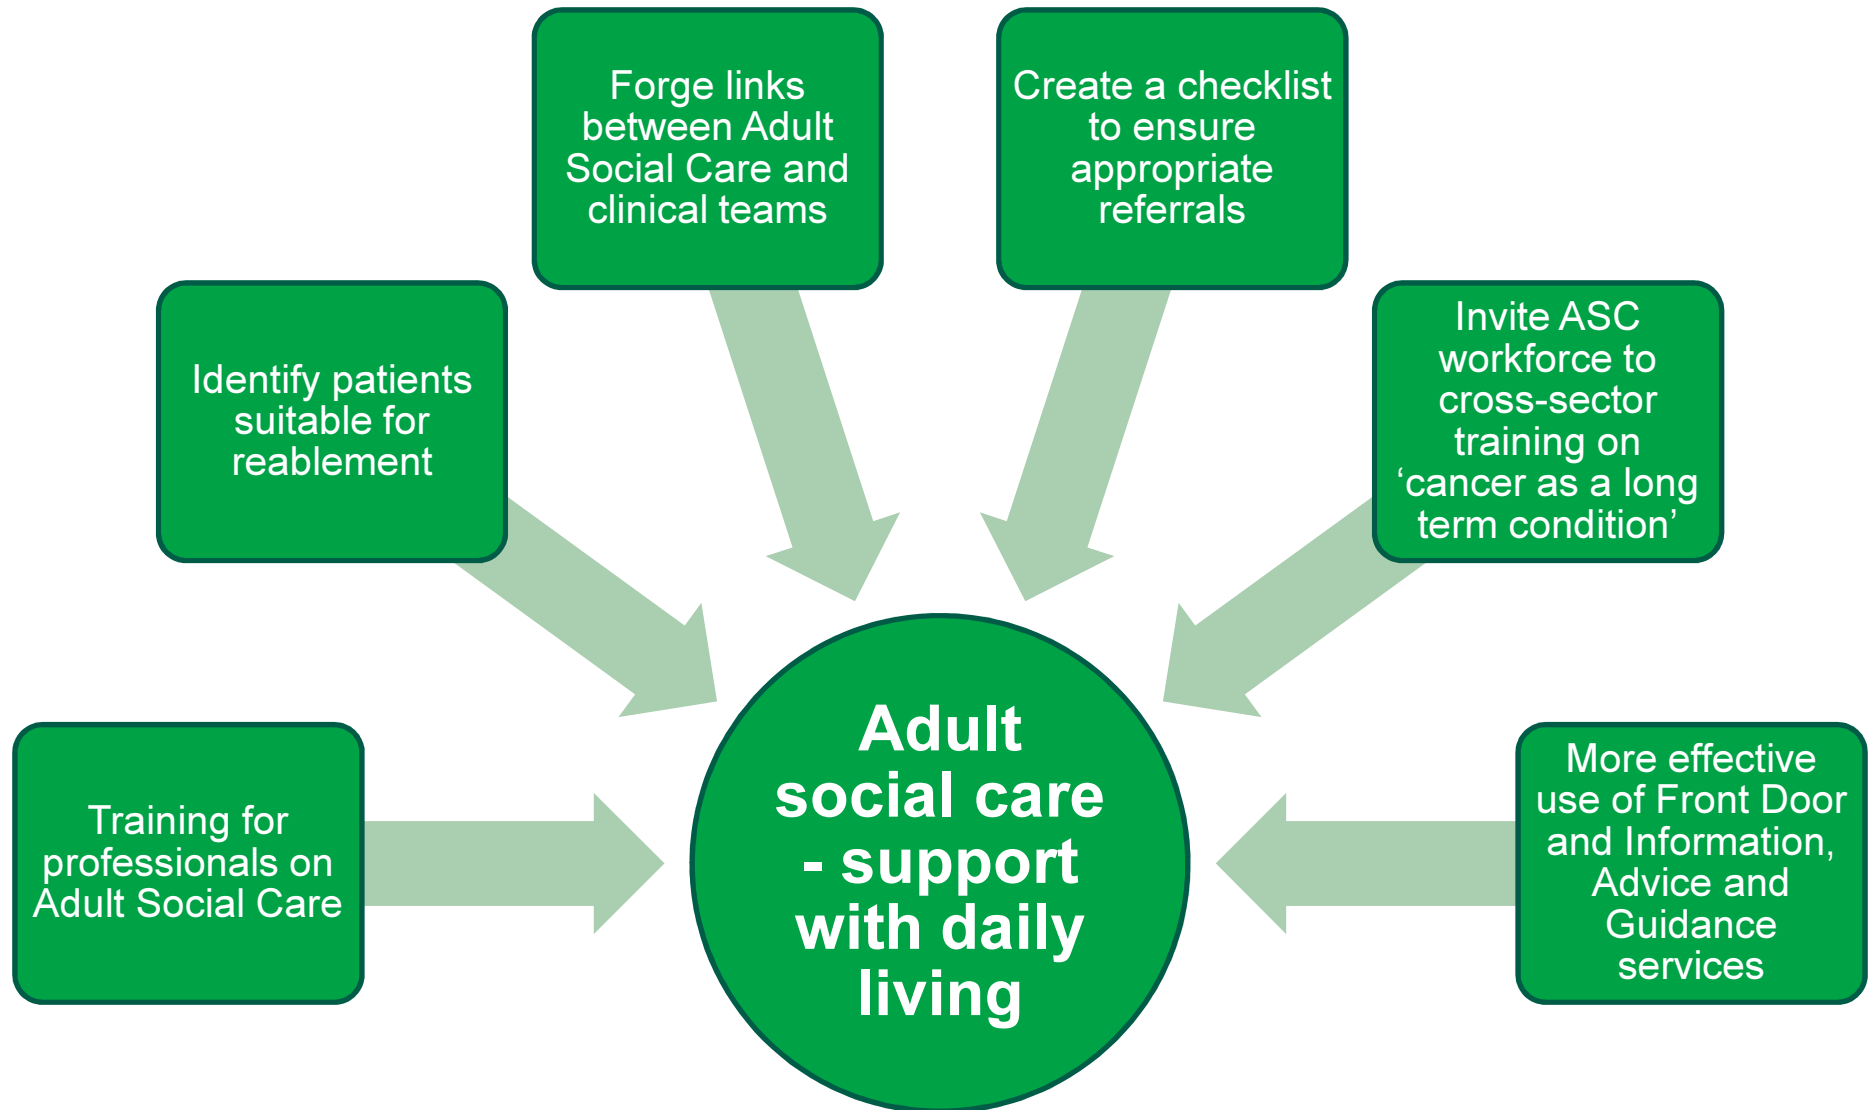 Forge links
between Adult
Social Care and
clinical teams
Create a checklist
to ensure
appropriate
referrals
Identify patients
suitable for
reablement
Invite ASC
workforce to
cross-sector
training on
‘cancer as a long
term condition’
Training for
professionals on
Adult Social Care
Adult
social care
- support
with daily
living
More effective
use of Front Door
and Information,
Advice and
Guidance
services